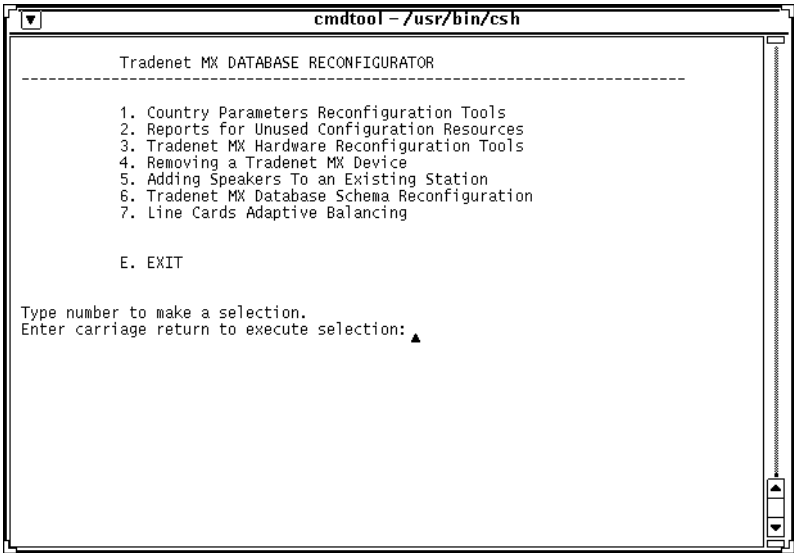 cmdtool – /usr/bin/csh
Tradenet MX DATABASE RECONFIGURATOR
-------------------------------------------------------------------------------
1. Country Parameters Reconfiguration Tools
2. Reports for Unused Configuration Resources
3. Tradenet MX Hardware Reconfiguration Tools
4. Removing a Tradenet MX Device
5. Adding Speakers To an Existing Station
6. Tradenet MX Database Schema Reconfiguration
7. Line Cards Adaptive Balancing
E. EXIT
Type number to make a selection.
Enter carriage return to execute selection: